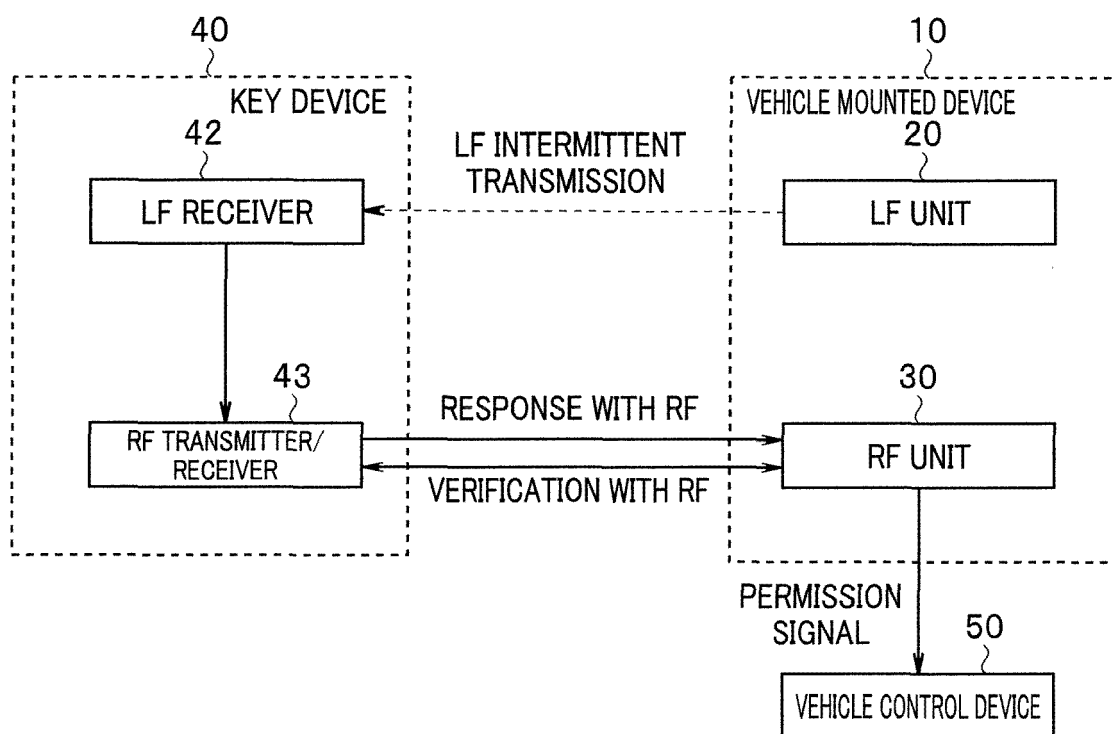 40
10
KEY DEVICE
VEHICLE MOUNTED DEVICE
42
LF INTERMITTENT
TRANSMISSION
20
LF RECEIVER
LF UNIT
43
RESPONSE WITH RF
30
RF TRANSMITTER/
RECEIVER
RF UNIT
VERIFICATION WITH RF
PERMISSION
SIGNAL
50
VEHICLE CONTROL DEVICE